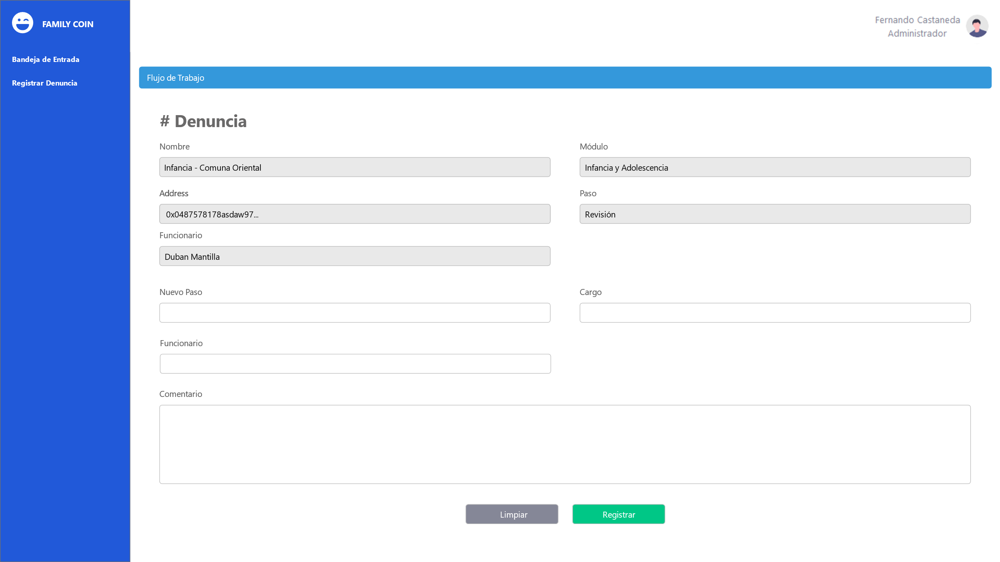 FAMILY COIN
Fernando Castaneda
Administrador
Bandeja de Entrada
Registrar Denuncia
Flujo de Trabajo
# Denuncia
Nombre
Módulo
Infancia - Comuna Oriental
Infancia y Adolescencia
Address
Paso
0x0487578178asdaw97...
Revisión
Funcionario
Duban Mantilla
Nuevo Paso
Cargo
Funcionario
Comentario
Limpiar
Registrar